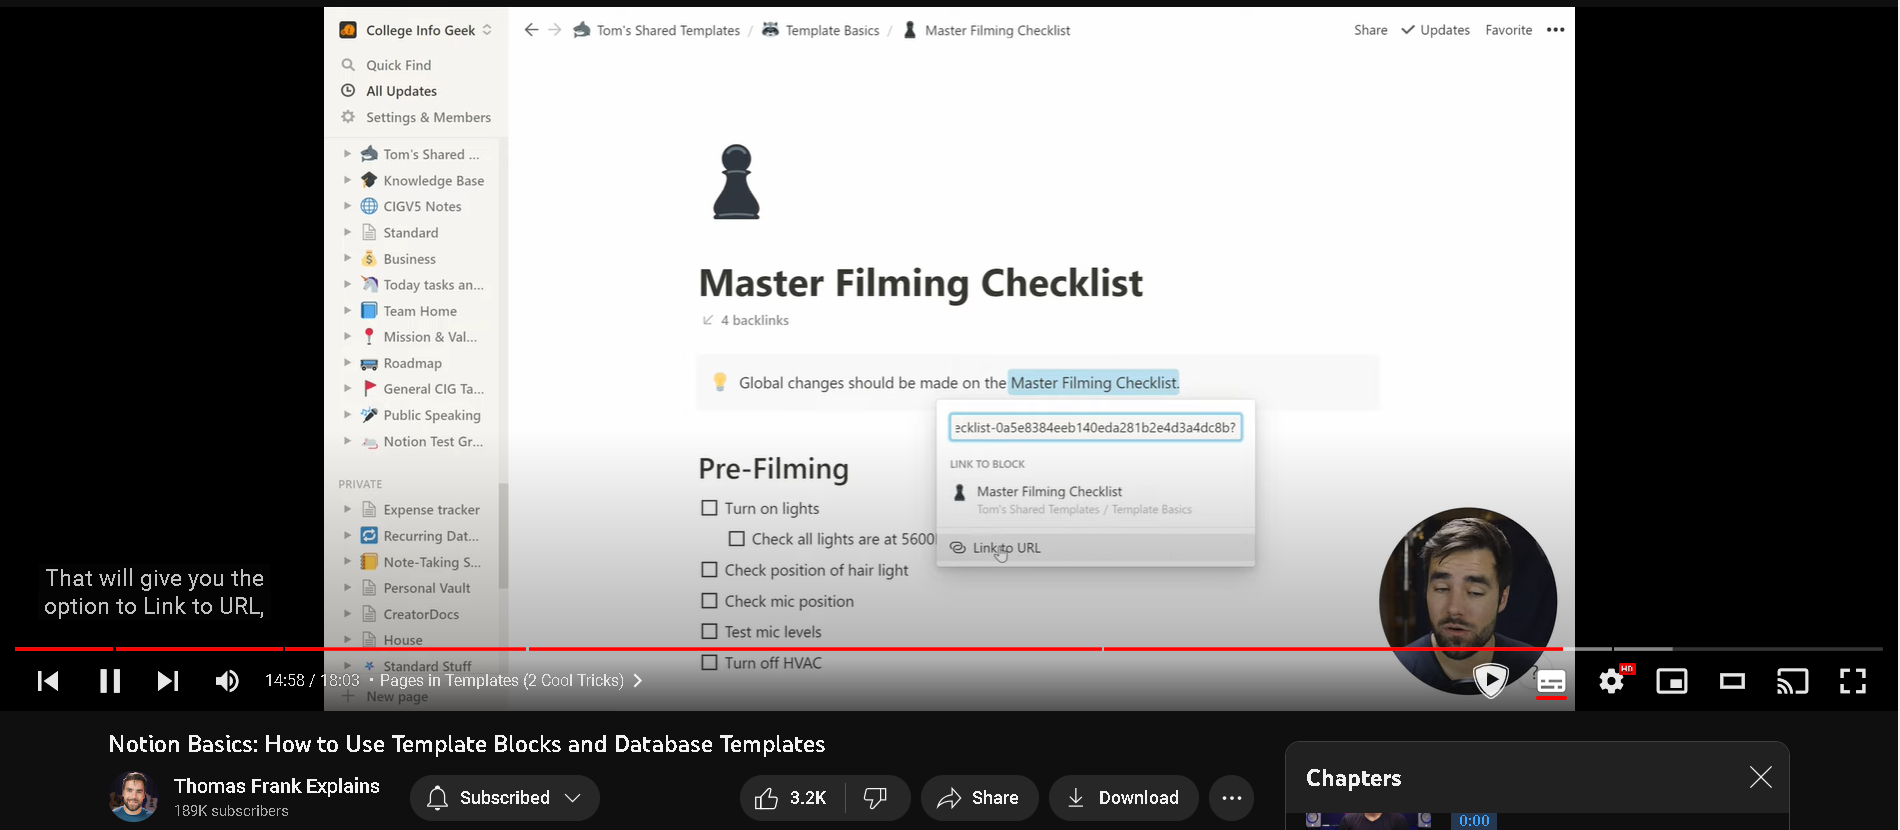 College Info Geek
Tom's Shared Templates / Template Basics / Master Filming Checklist
Share Updates Favorite
Quick Find
All Updates
Settings & Members
Tom's Shared ...
Knowledge Base
CIGV5 Notes
Standard
Business
Today tasks an...
Team Home
Mission & Val...
Roadmap
General CIG Ta...
Public Speaking
Notion Test Gr...
PRIVATE
Expense tracker
Recurring Dat...
Note-Taking S...
Personal Vault
CreatorDocs
House
Standard Stuff
New page
Master Filming Checklist
4 backlinks
Global changes should be made on the Master Filming Checklist.
ecklist-0a5e8384eeb140eda281b2e4d3a4dc8b?
LINK TO BLOCK
Master Filming Checklist
Tom's Shared Templates / Template Basics
Link to URL
Pre-Filming
Turn on lights
Check all lights are at 5600
Check position of hair light
Check mic position
Test mic levels
Turn off HVAC
That will give you the
option to Link to URL,
14:58 / 18:03 • Pages in Templates (2 Cool Tricks)
HD
Notion Basics: How to Use Template Blocks and Database Templates
Thomas Frank Explains
189K subscribers
Subscribed
3.2K
Share
Download
Chapters
0:00